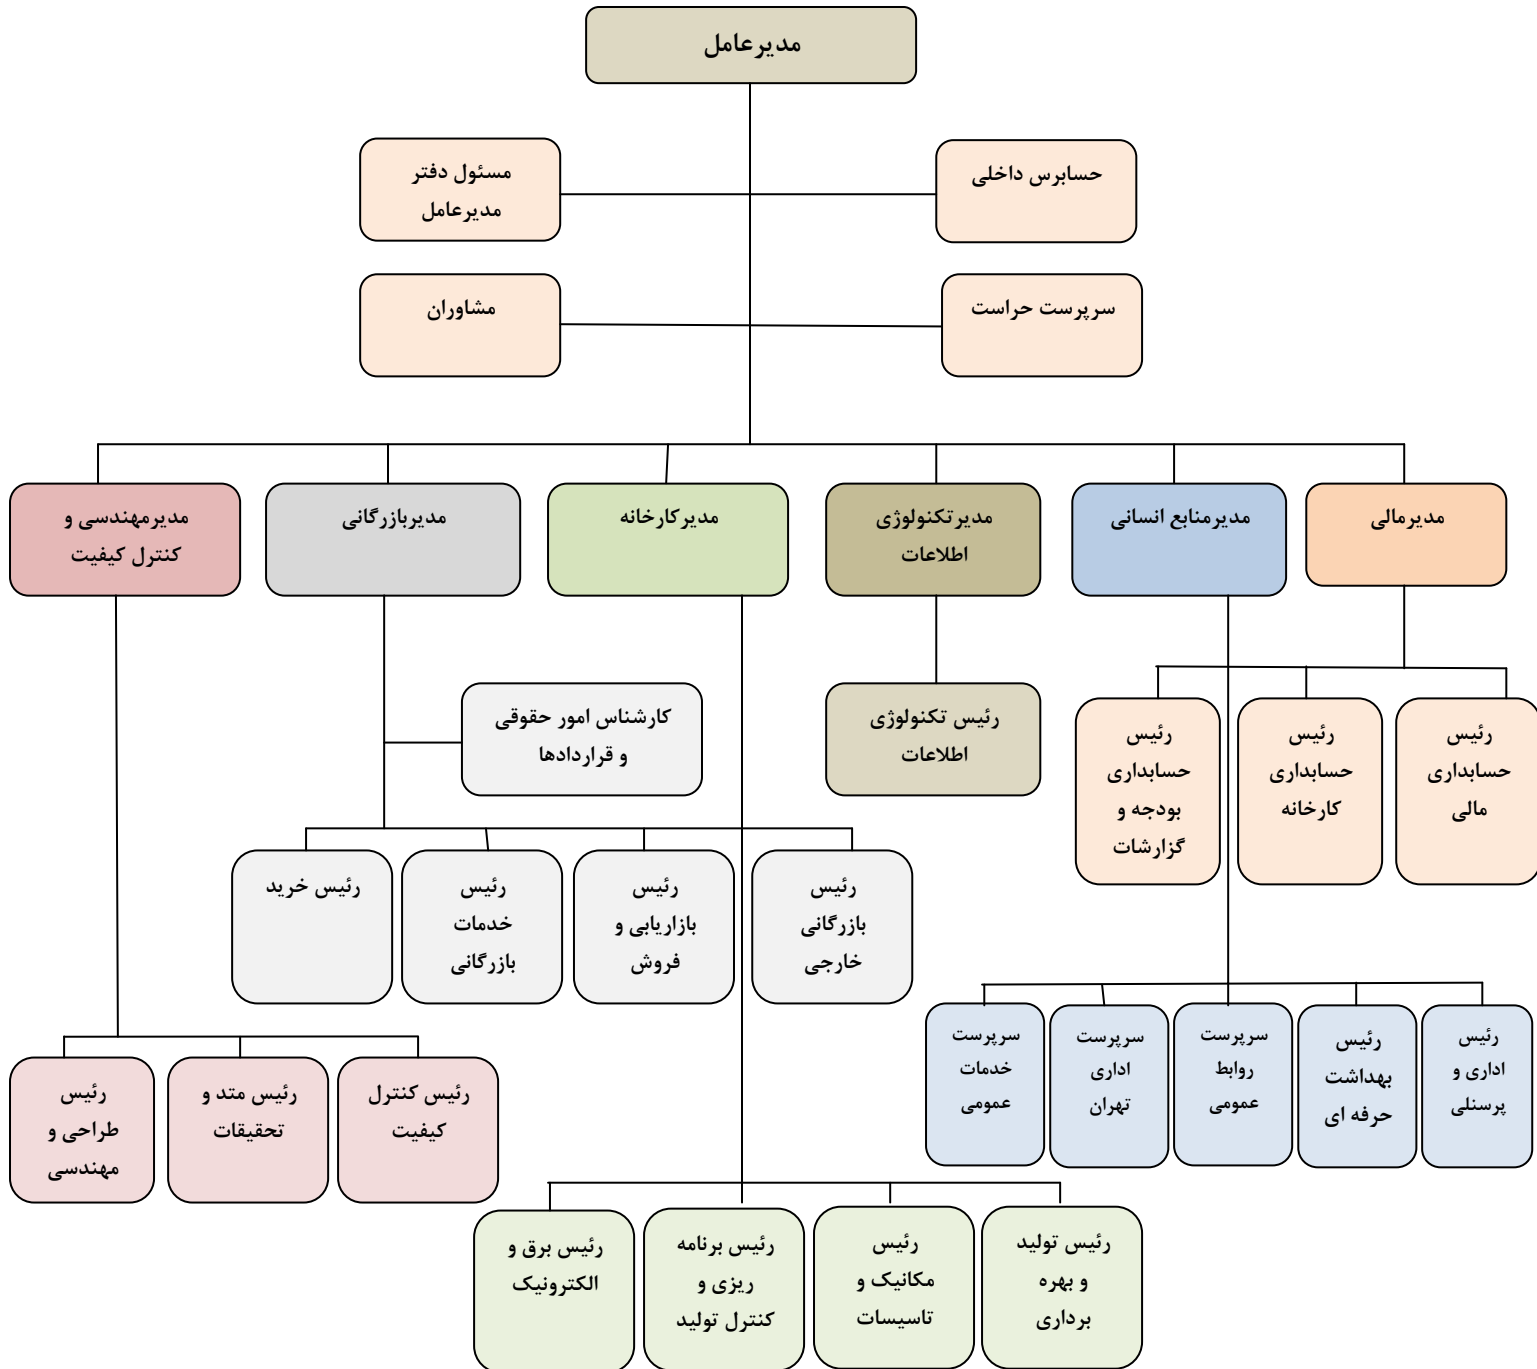 مدیرعامل
حسابرس داخلی
مسئول دفتر
مدیرعامل
سرپرست حراست
مشاوران
مدیرمالی
مدیرمنابع انسانی
مدیرتکنولوژی
اطلاعات
مدیرکارخانه
مدیربازرگانی
مدیرمهندسی و
کنترل کیفیت
رئیس
حسابداری
مالی
رئیس
حسابداری
کارخانه
رئیس
حسابداری
بودجه و
گزارشات
رئیس تکنولوژی
اطلاعات
کارشناس امور حقوقی
و قراردادها
رئیس
بازرگانی
خارجی
رئیس
بازاریابی و
فروش
رئیس
خدمات
بازرگانی
رئیس خرید
رئیس
اداری و
پرسنلی
رئیس
بهداشت
حرفه ای
سرپرست
روابط
عمومی
سرپرست
اداری
تهران
سرپرست
خدمات
عمومی
رئیس کنترل
کیفیت
رئیس متد و
تحقیقات
رئیس
طراحی و
مهندسی
رئیس تولید
و بهره
برداری
رئیس
مکانیک و
تاسیسات
رئیس برنامه
ریزی و
کنترل تولید
رئیس برق و
الکترونیک